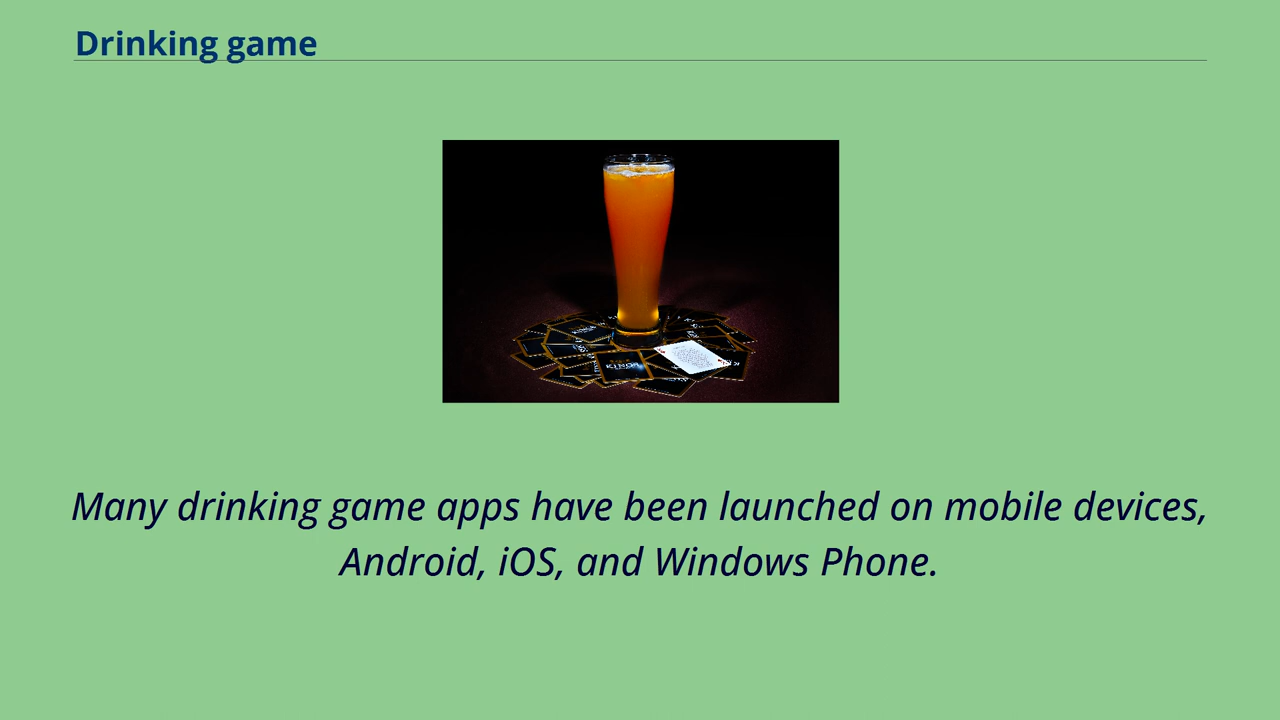 Drinking game
Many drinking game apps have been launched on mobile devices,
Android, iOS, and Windows Phone.